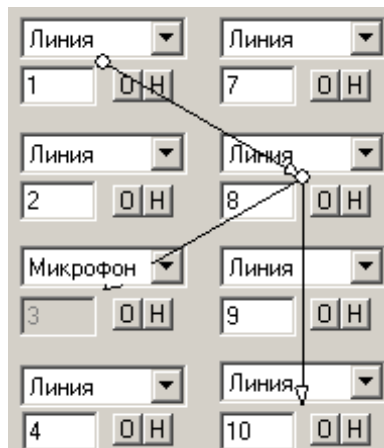 Линия Линия
1 О Н 7 О Н
Линия Линия
2 О Н 8 О Н
Микрофон Линия
3 О Н 9 О Н
Линия Линия
4 О Н 10 О Н